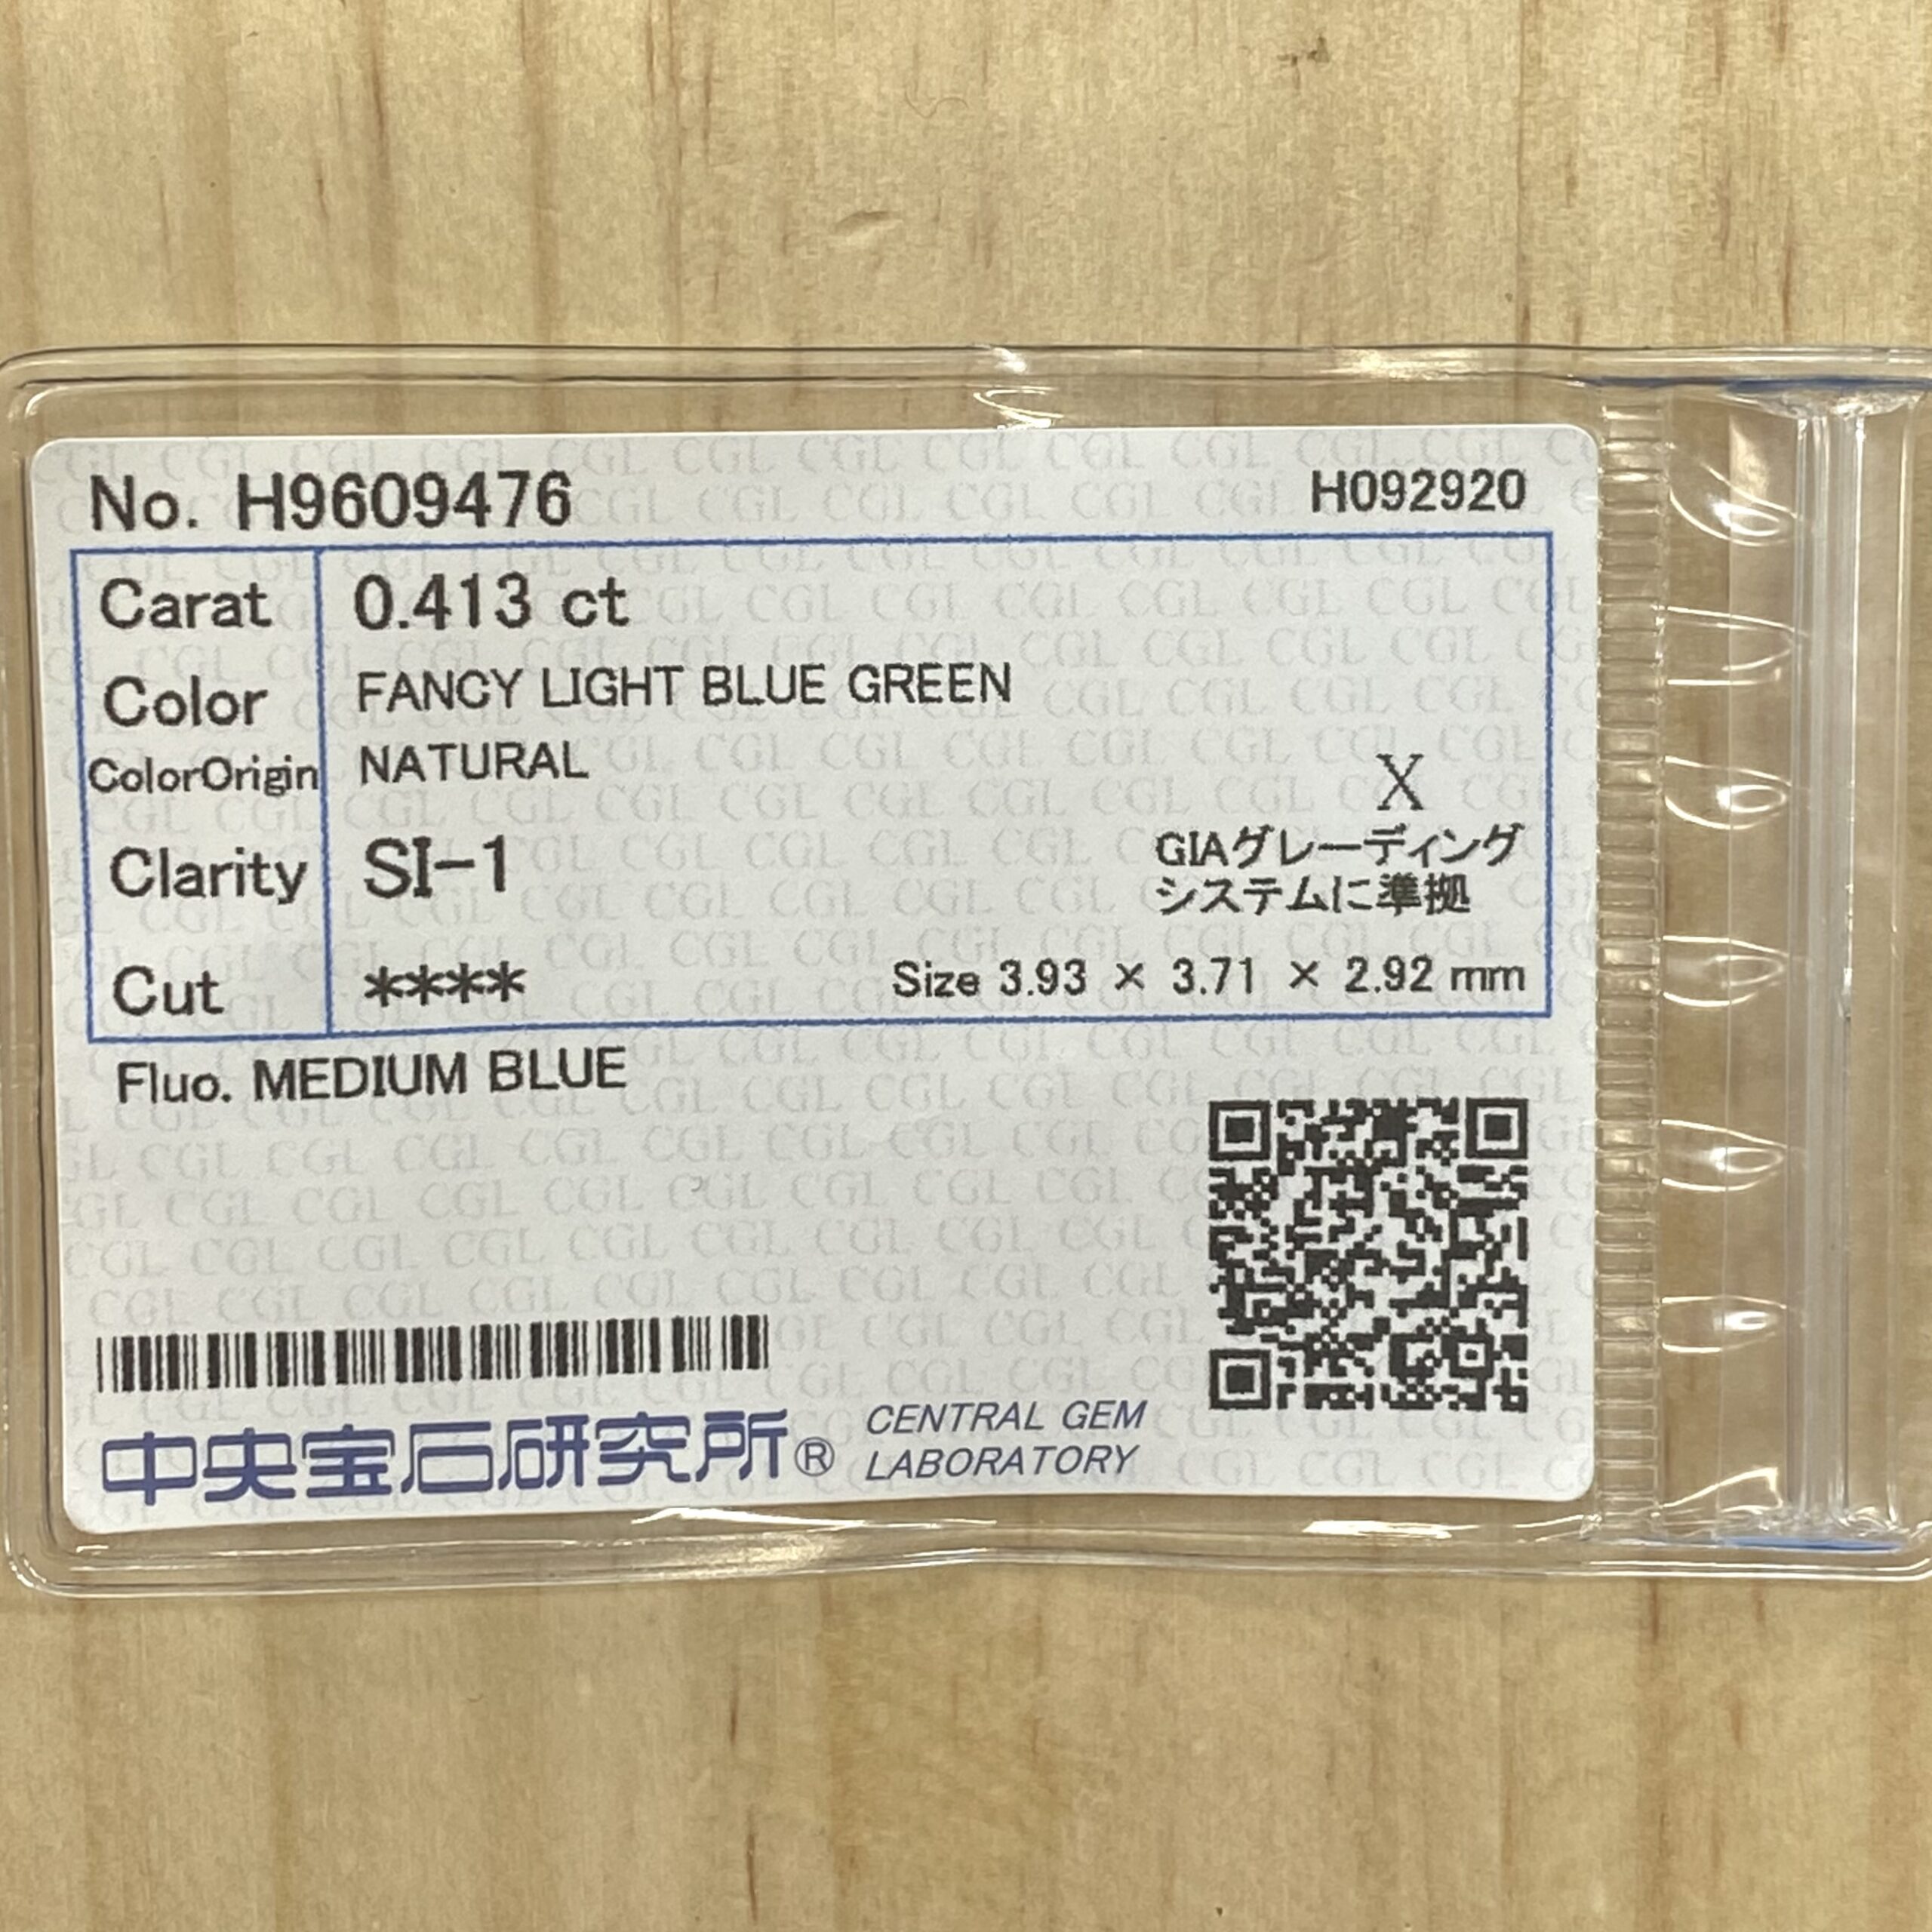 No. H9609476 H092920
Carat 0.413 ct
Color FANCY LIGHT BLUE GREEN
ColorOrigin NATURAL
X
Clarity SI-1
GIAグレーディング
システムに準拠
Cut **** Size 3.93 × 3.71 × 2.92 mm
Fluo. MEDIUM BLUE
中央宝石研究所® CENTRAL GEM
LABORATORY